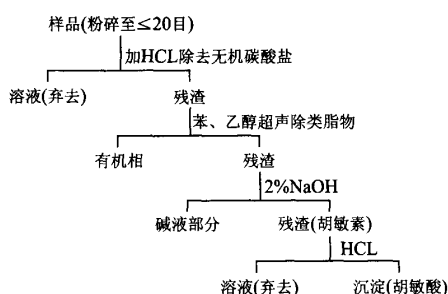 样品(粉碎至≤20目)
加HCL除去无机碳酸盐
溶液(弃去) 残渣
苯、乙醇超声除类脂物
有机相 残渣
2%NaOH
碱液部分 残渣(胡敏素)
HCL
溶液(弃去) 沉淀(胡敏酸)